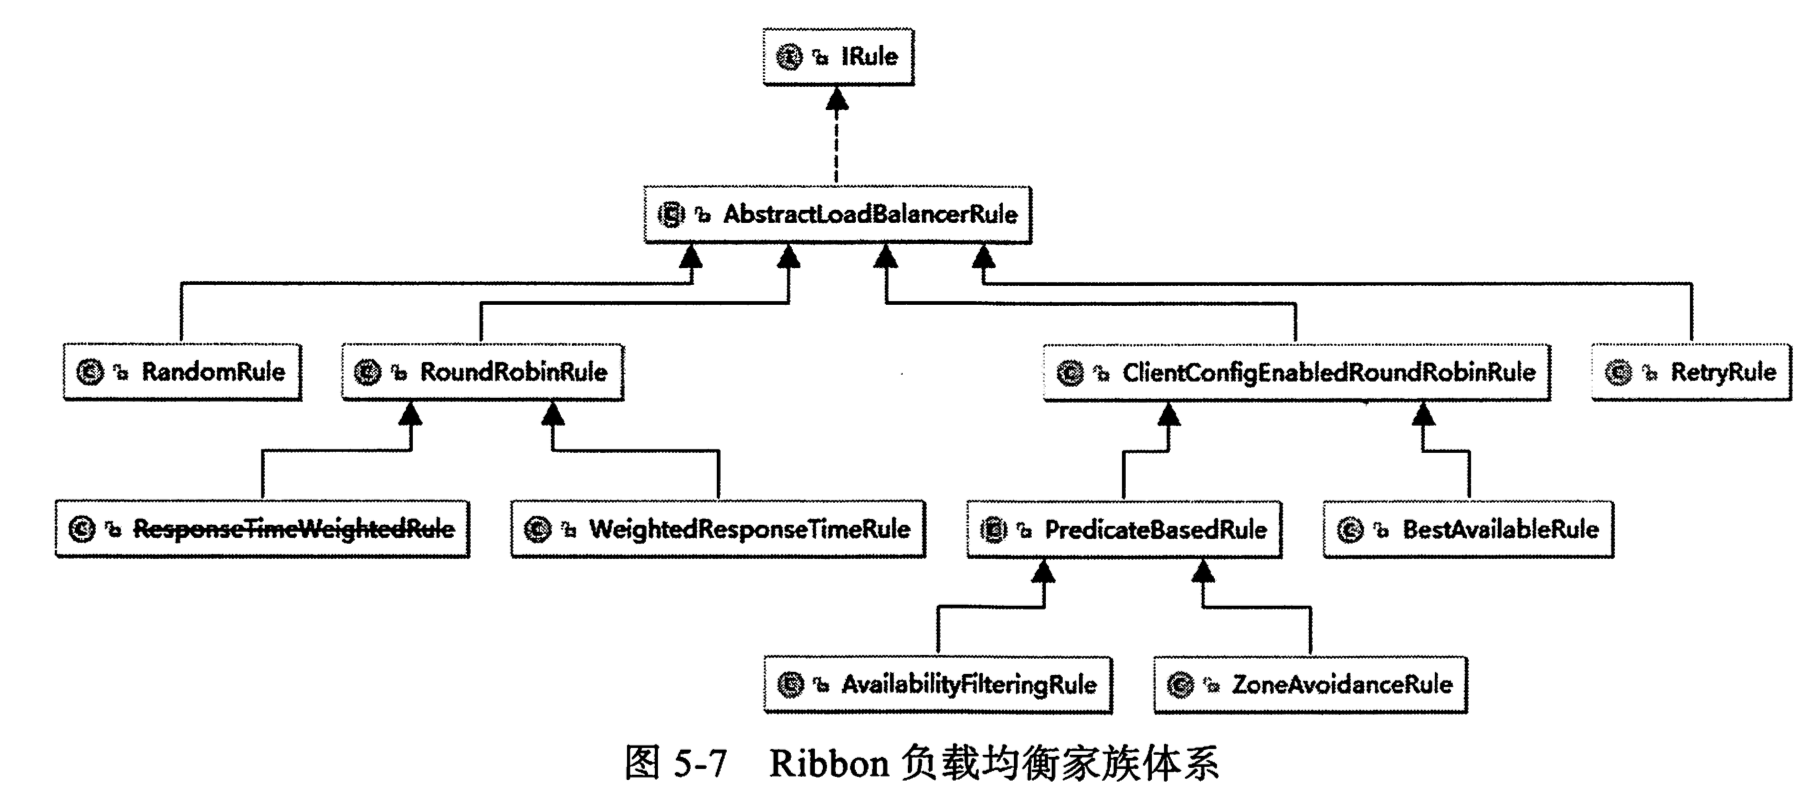 IRule
AbstractLoadBalancerRule
RandomRule
RoundRobinRule
ClientConfigEnabledRoundRobinRule
RetryRule
ResponseTimeWeightedRule
WeightedResponseTimeRule
PredicateBasedRule
BestAvailableRule
AvailabilityFilteringRule
ZoneAvoidanceRule
图 5-7 Ribbon 负载均衡家族体系